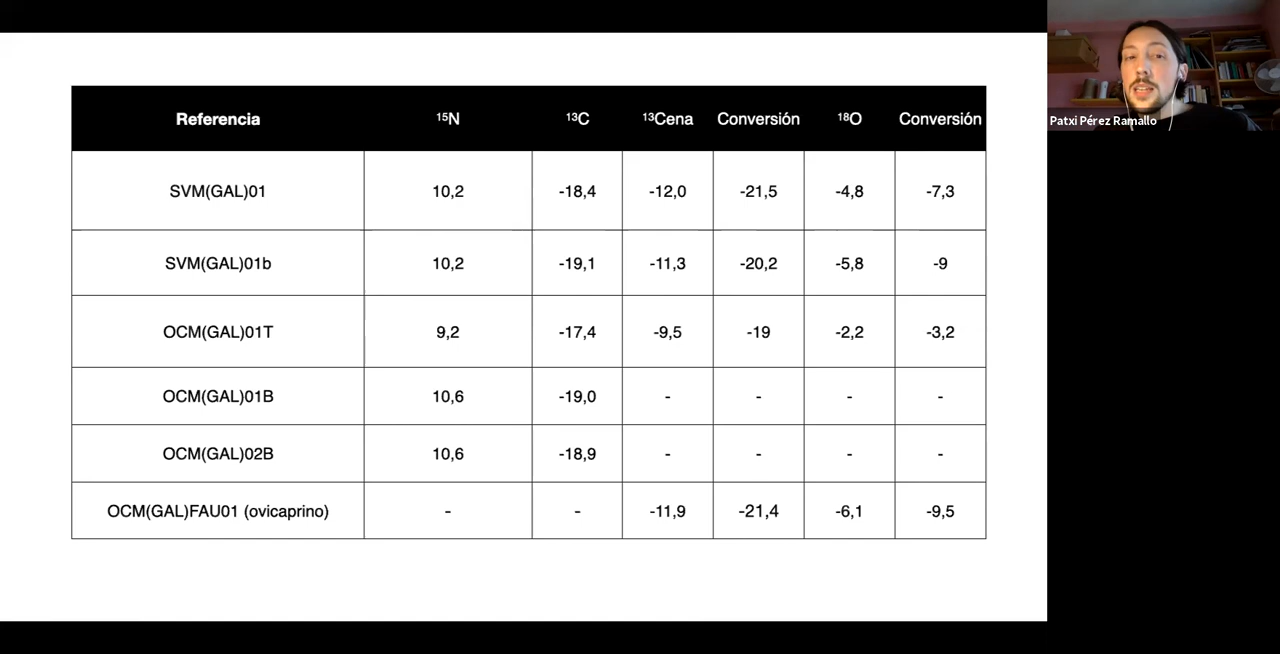 Referencia ¹⁵N ¹³C ¹³Cena Conversión ¹⁸O Conversión
SVM(GAL)01 10,2 -18,4 -12,0 -21,5 -4,8 -7,3
SVM(GAL)01b 10,2 -19,1 -11,3 -20,2 -5,8 -9
OCM(GAL)01T 9,2 -17,4 -9,5 -19 -2,2 -3,2
OCM(GAL)01B 10,6 -19,0 - - - -
OCM(GAL)02B 10,6 -18,9 - - - -
OCM(GAL)FAU01 (ovicaprino) - - -11,9 -21,4 -6,1 -9,5
Patxi Pérez Ramallo